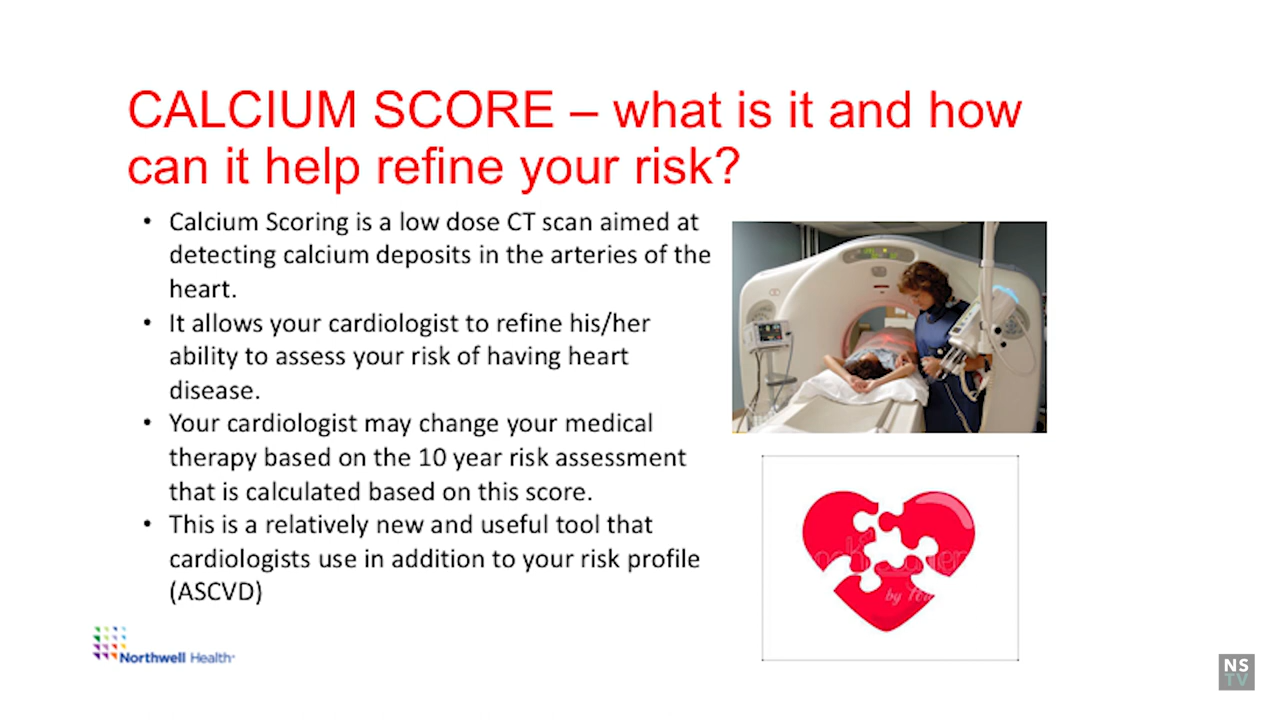 CALCIUM SCORE – what is it and how
can it help refine your risk?
• Calcium Scoring is a low dose CT scan aimed at
detecting calcium deposits in the arteries of the
heart.
• It allows your cardiologist to refine his/her
ability to assess your risk of having heart
disease.
• Your cardiologist may change your medical
therapy based on the 10 year risk assessment
that is calculated based on this score.
• This is a relatively new and useful tool that
cardiologists use in addition to your risk profile
(ASCVD)
by
Northwell Health
NS
TV